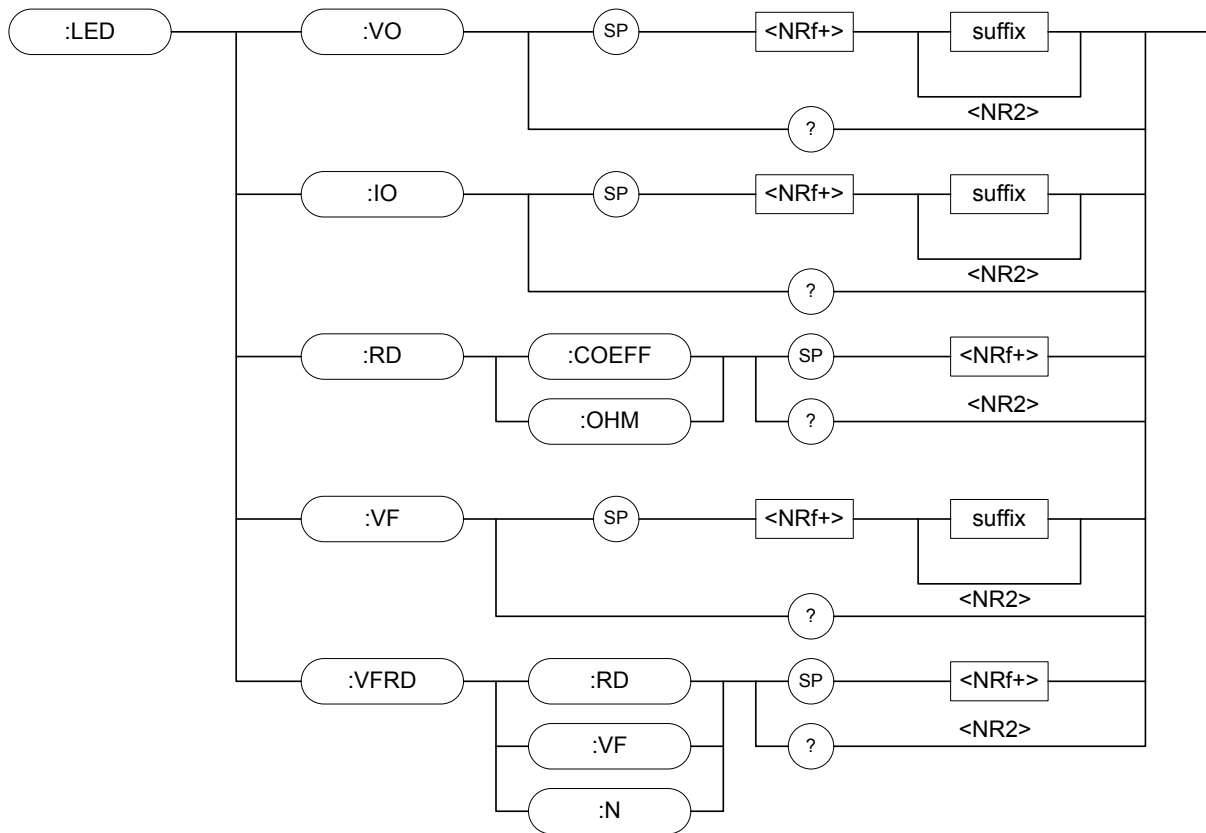 :LED :VO SP <NRf+> suffix
<NR2>
?
:IO SP <NRf+> suffix
<NR2>
?
:RD :COEFF SP <NRf+>
<NR2>
:OHM ?
:VF SP <NRf+> suffix
<NR2>
?
:VFRD :RD SP <NRf+>
<NR2>
:VF ?
:N